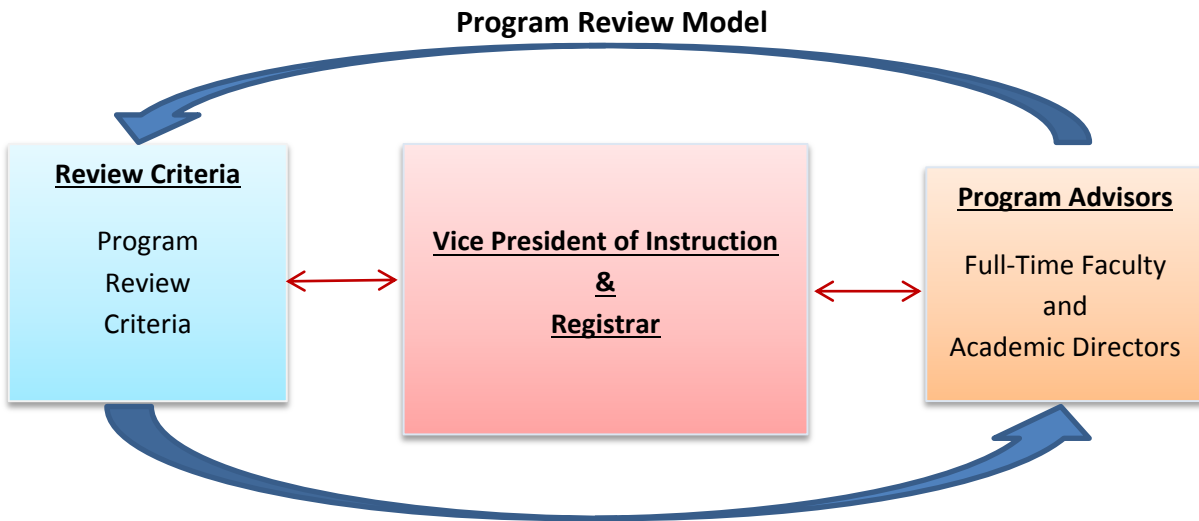 Program Review Model
Review Criteria
Program
Review
Criteria
Vice President of Instruction
&
Registrar
Program Advisors
Full-Time Faculty
and
Academic Directors